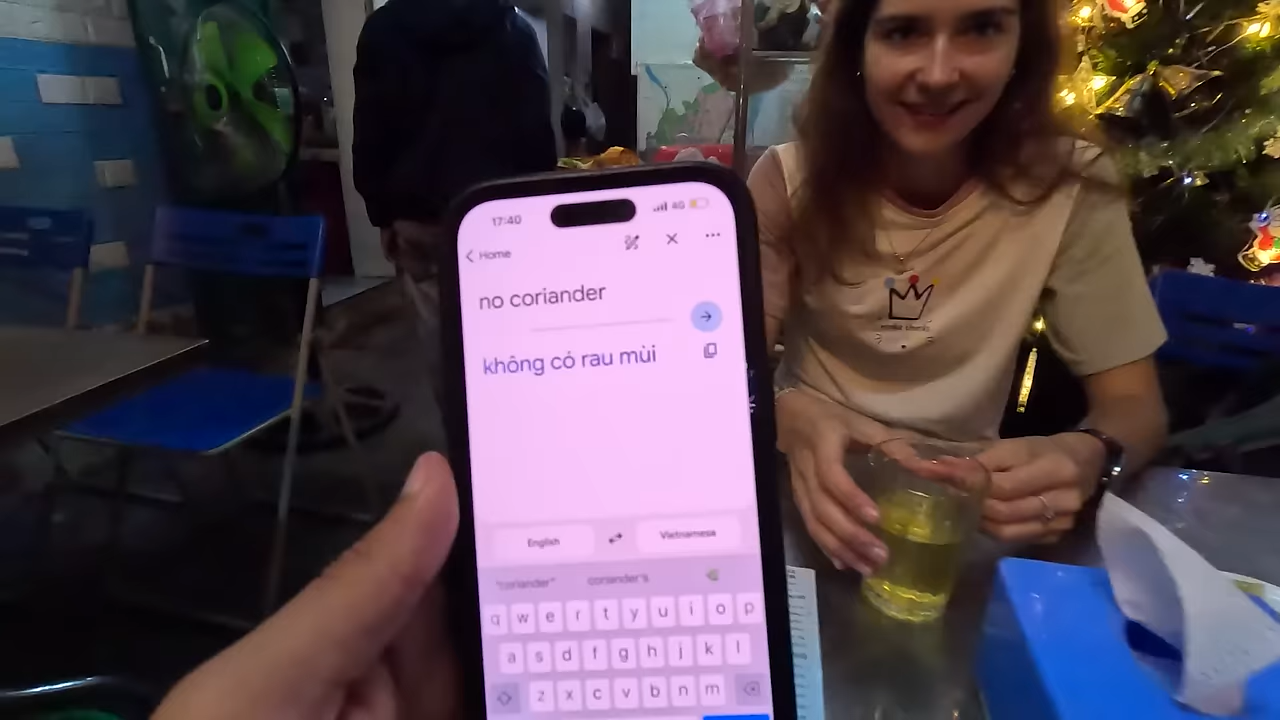 17:40
4G
Home
no coriander
không có rau mùi
English
Vietnamese
"coriander"
coriander's
q w e r t y u i o p
a s d f g h j k l
z x c v b n m